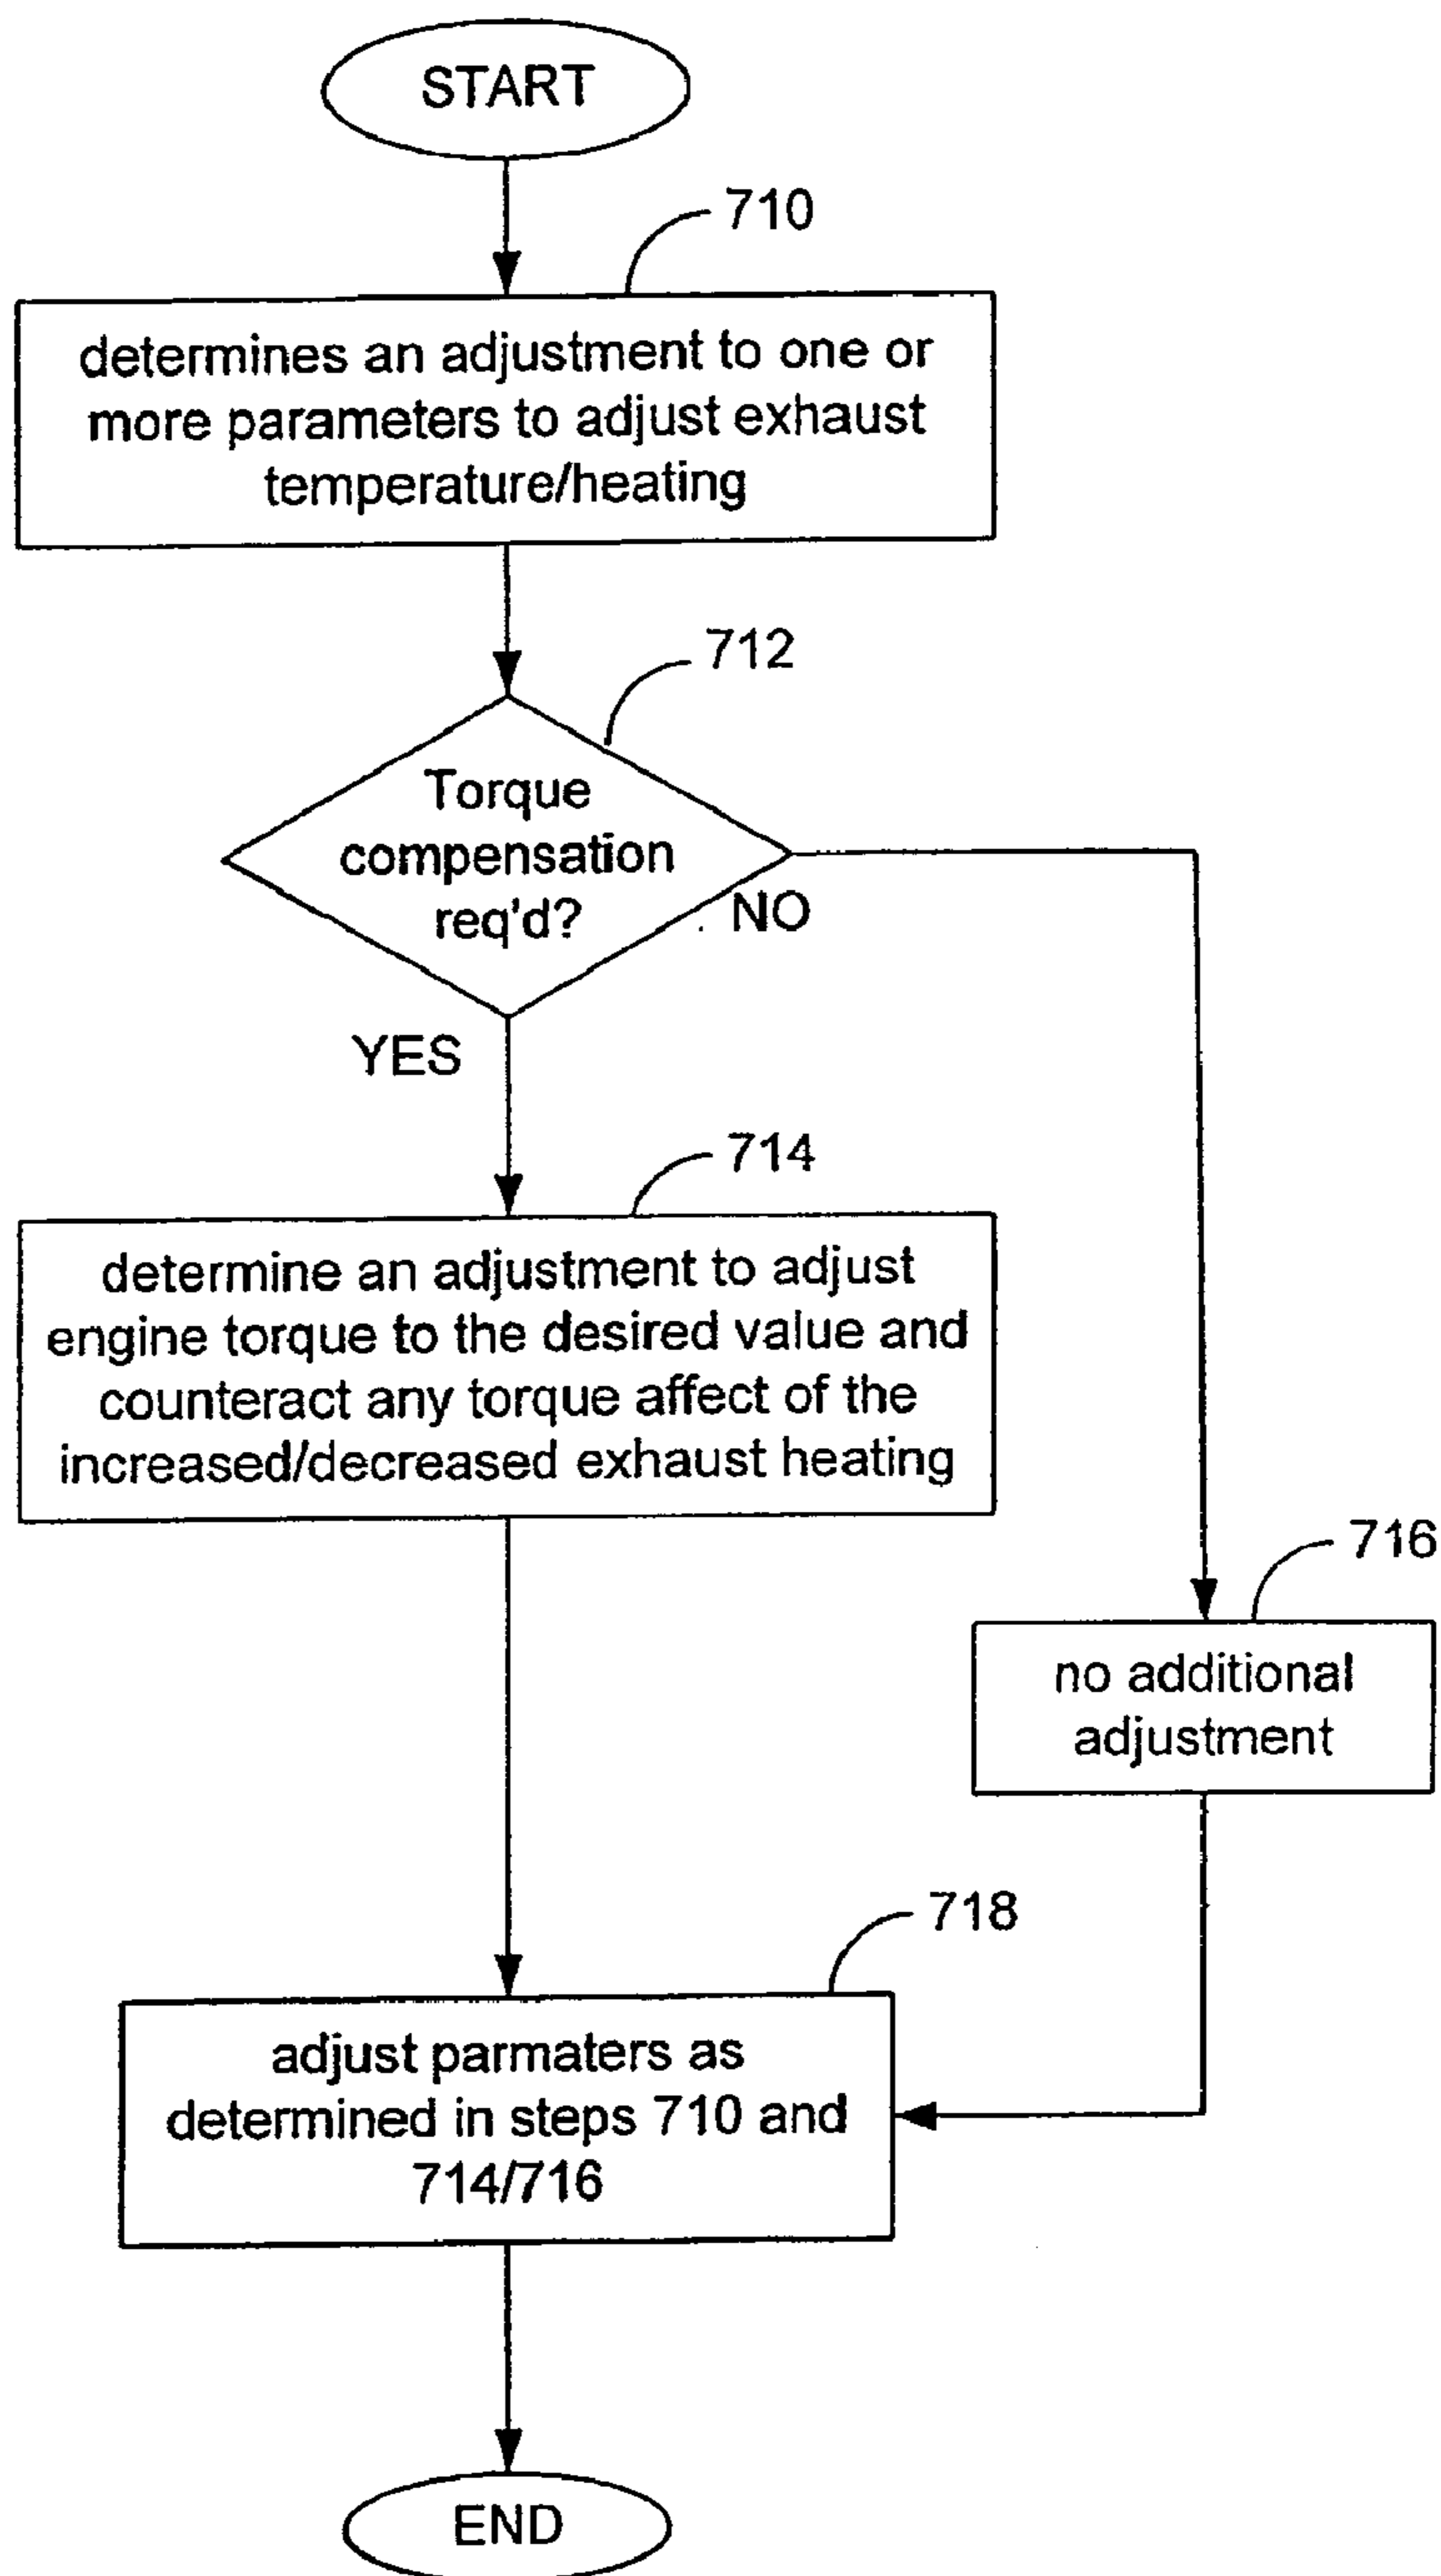 START
710
determines an adjustment to one or
more parameters to adjust exhaust
temperature/heating
712
Torque
compensation
req'd?
NO
YES
714
determine an adjustment to adjust
engine torque to the desired value and
counteract any torque affect of the
increased/decreased exhaust heating
716
no additional
adjustment
718
adjust parmaters as
determined in steps 710 and
714/716
END